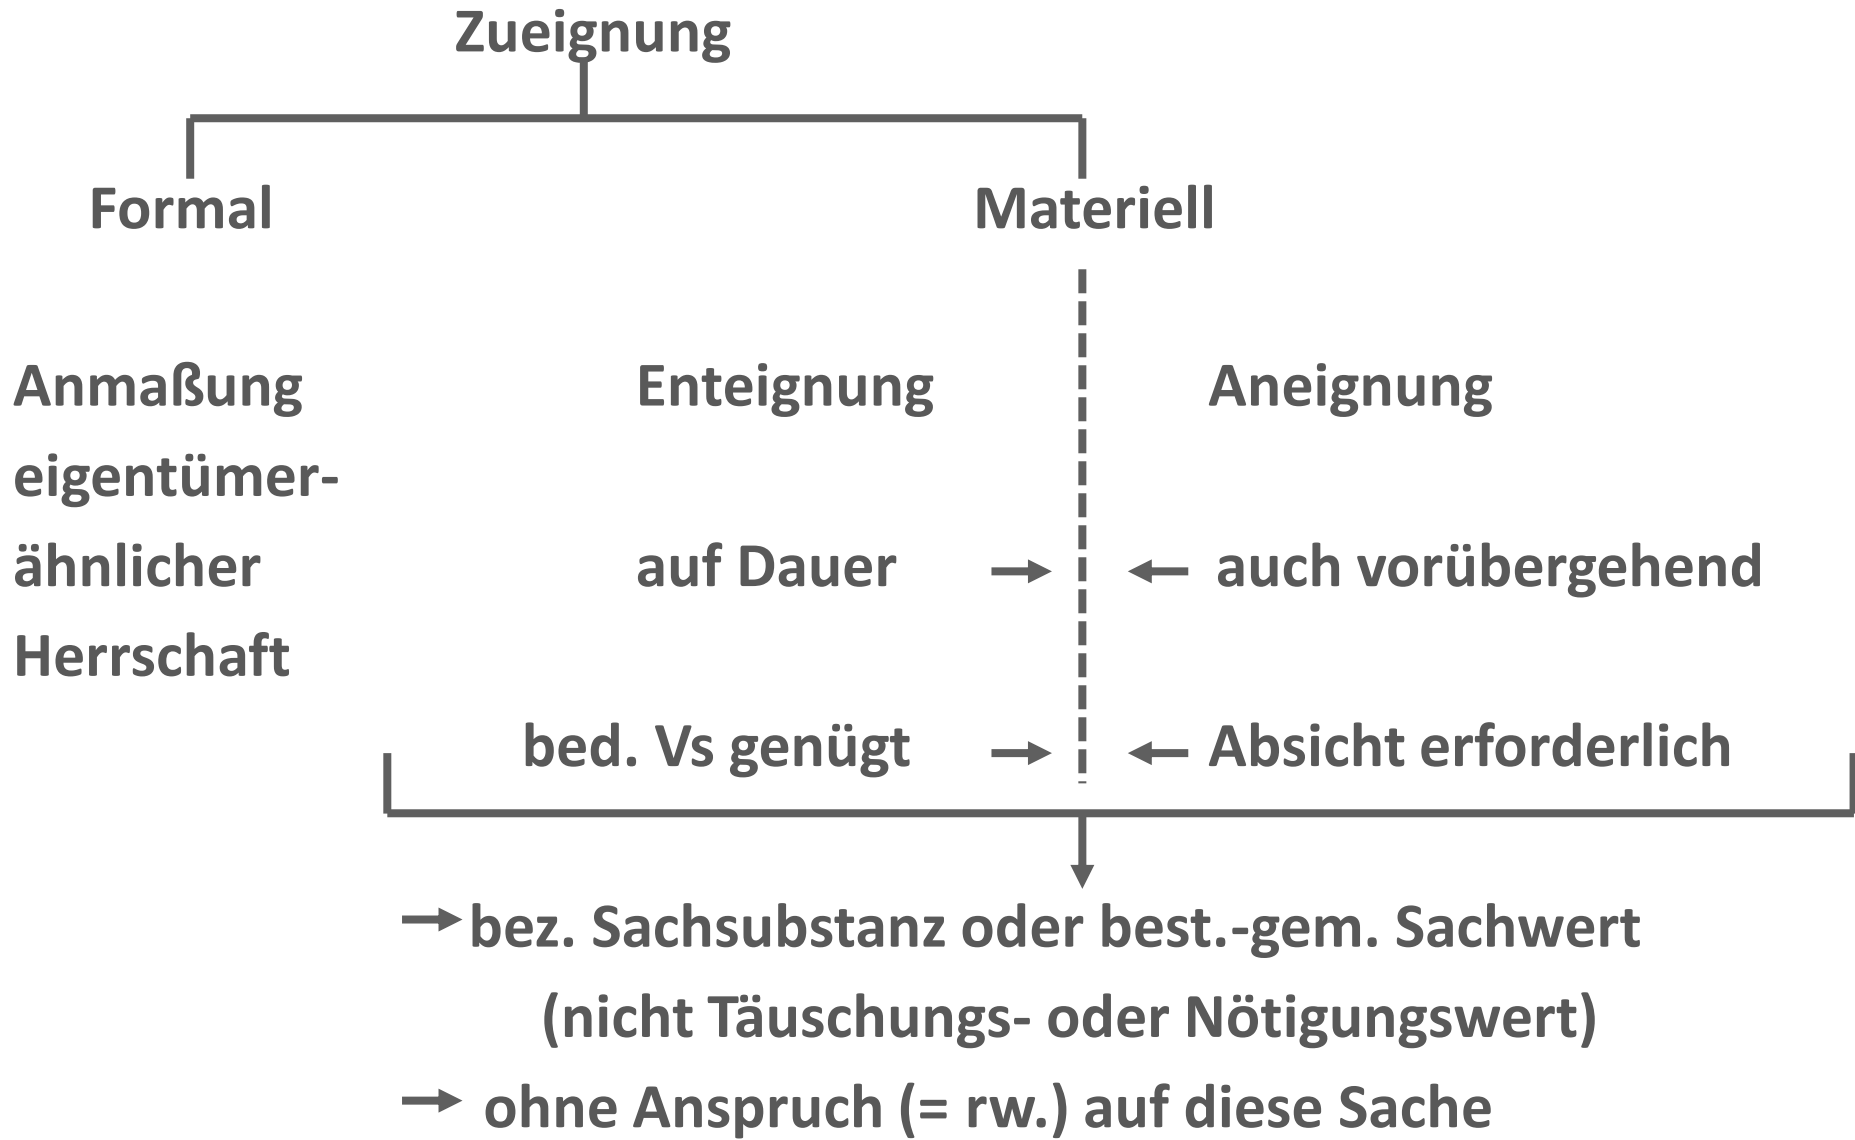 Zueignung
Formal
Materiell
Anmaßung
eigentümer-
ähnlicher
Herrschaft
Enteignung
Aneignung
auf Dauer
auch vorübergehend
bed. Vs genügt
Absicht erforderlich
bez. Sachsubstanz oder best.-gem. Sachwert
(nicht Täuschungs- oder Nötigungswert)
ohne Anspruch (= rw.) auf diese Sache